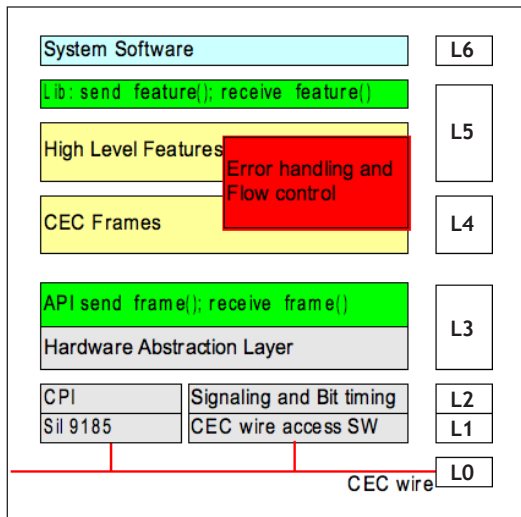 System Software L6
Lib: send feature(); receive feature()
L5
High Level Features
Error handling and
Flow control
CEC Frames L4
API send frame(); receive frame()
L3
Hardware Abstraction Layer
CPI Signaling and Bit timing L2
Sil 9185 CEC wire access SW L1
CEC wire L0